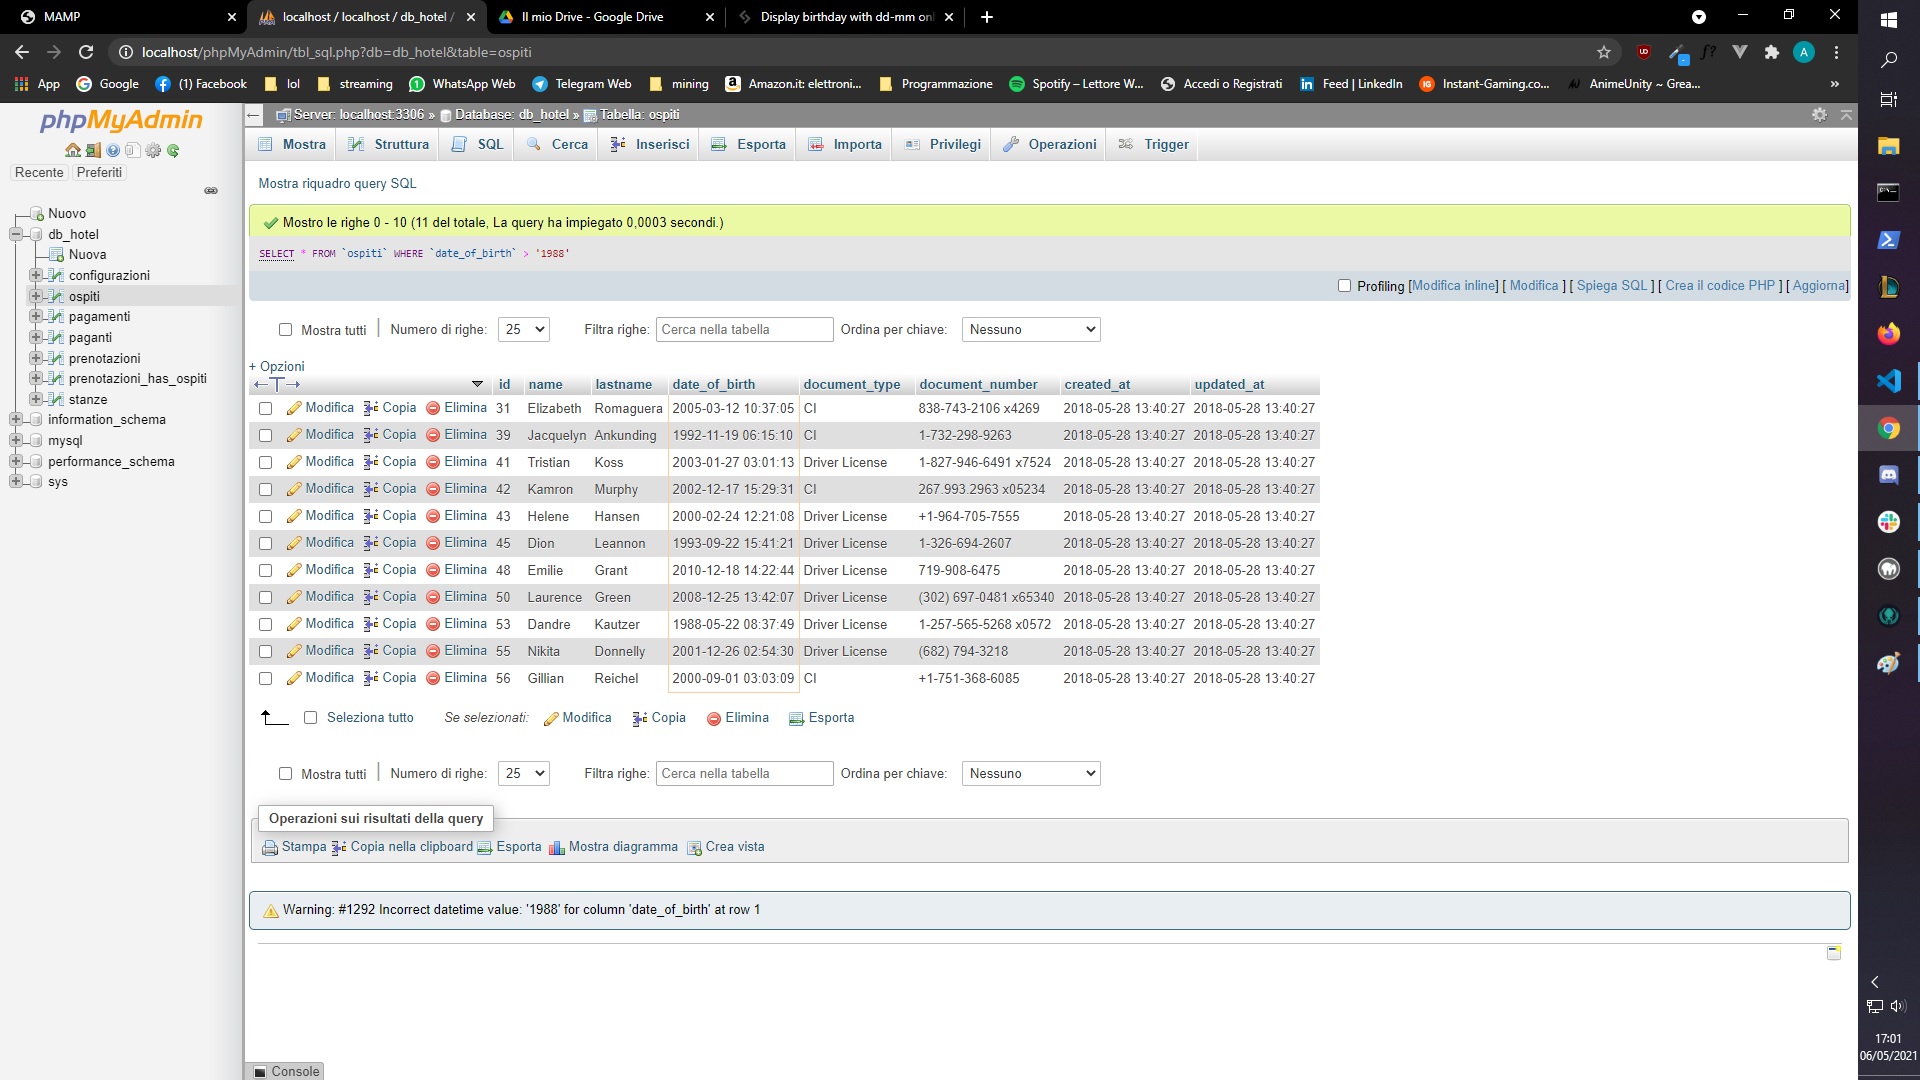 MAMP
localhost / localhost / db_hotel /
Il mio Drive - Google Drive
Display birthday with dd-mm onl
localhost/phpMyAdmin/tbl_sql.php?db=db_hotel&table=ospiti
A
App
Google
(1) Facebook
lol
streaming
WhatsApp Web
Telegram Web
mining
Amazon.it: elettroni...
Programmazione
Spotify – Lettore W...
Accedi o Registrati
Feed | LinkedIn
Instant-Gaming.co...
AnimeUnity ~ Grea...
»
phpMyAdmin
Recente
Preferiti
Nuovo
db_hotel
Nuova
configurazioni
ospiti
pagamenti
paganti
prenotazioni
prenotazioni_has_ospiti
stanze
information_schema
mysql
performance_schema
sys
Server: localhost:3306 » Database: db_hotel » Tabella: ospiti
Mostra Struttura SQL Cerca Inserisci Esporta Importa Privilegi Operazioni Trigger
Mostra riquadro query SQL
Mostro le righe 0 - 10 (11 del totale, La query ha impiegato 0,0003 secondi.)
SELECT * FROM `ospiti` WHERE `date_of_birth` > '1988'
Profiling [Modifica inline] [ Modifica ] [ Spiega SQL ] [ Crea il codice PHP ] [ Aggiorna]
Mostra tutti | Numero di righe: 25 Filtra righe: Cerca nella tabella Ordina per chiave: Nessuno
+ Opzioni
←T→ id name lastname date_of_birth document_type document_number created_at updated_at
Modifica Copia Elimina 31 Elizabeth Romaguera 2005-03-12 10:37:05 CI 838-743-2106 x4269 2018-05-28 13:40:27 2018-05-28 13:40:27
Modifica Copia Elimina 39 Jacquelyn Ankunding 1992-11-19 06:15:10 CI 1-732-298-9263 2018-05-28 13:40:27 2018-05-28 13:40:27
Modifica Copia Elimina 41 Tristian Koss 2003-01-27 03:01:13 Driver License 1-827-946-6491 x7524 2018-05-28 13:40:27 2018-05-28 13:40:27
Modifica Copia Elimina 42 Kamron Murphy 2002-12-17 15:29:31 CI 267.993.2963 x05234 2018-05-28 13:40:27 2018-05-28 13:40:27
Modifica Copia Elimina 43 Helene Hansen 2000-02-24 12:21:08 Driver License +1-964-705-7555 2018-05-28 13:40:27 2018-05-28 13:40:27
Modifica Copia Elimina 45 Dion Leannon 1993-09-22 15:41:21 Driver License 1-326-694-2607 2018-05-28 13:40:27 2018-05-28 13:40:27
Modifica Copia Elimina 48 Emilie Grant 2010-12-18 14:22:44 Driver License 719-908-6475 2018-05-28 13:40:27 2018-05-28 13:40:27
Modifica Copia Elimina 50 Laurence Green 2008-12-25 13:42:07 Driver License (302) 697-0481 x65340 2018-05-28 13:40:27 2018-05-28 13:40:27
Modifica Copia Elimina 53 Dandre Kautzer 1988-05-22 08:37:49 Driver License 1-257-565-5268 x0572 2018-05-28 13:40:27 2018-05-28 13:40:27
Modifica Copia Elimina 55 Nikita Donnelly 2001-12-26 02:54:30 Driver License (682) 794-3218 2018-05-28 13:40:27 2018-05-28 13:40:27
Modifica Copia Elimina 56 Gillian Reichel 2000-09-01 03:03:09 CI +1-751-368-6085 2018-05-28 13:40:27 2018-05-28 13:40:27
Seleziona tutto Se selezionati: Modifica Copia Elimina Esporta
Mostra tutti | Numero di righe: 25 Filtra righe: Cerca nella tabella Ordina per chiave: Nessuno
Operazioni sui risultati della query
Stampa Copia nella clipboard Esporta Mostra diagramma Crea vista
Warning: #1292 Incorrect datetime value: '1988' for column 'date_of_birth' at row 1
Console
17:01
06/05/2021